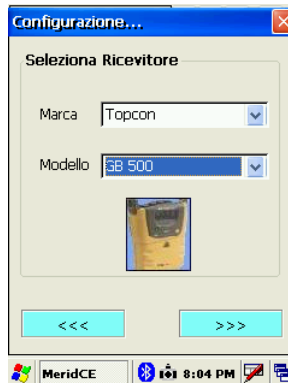 Configurazione...
Seleziona Ricevitore
Marca Topcon
Modello GB 500
<<< >>>
MeridCE 8:04 PM